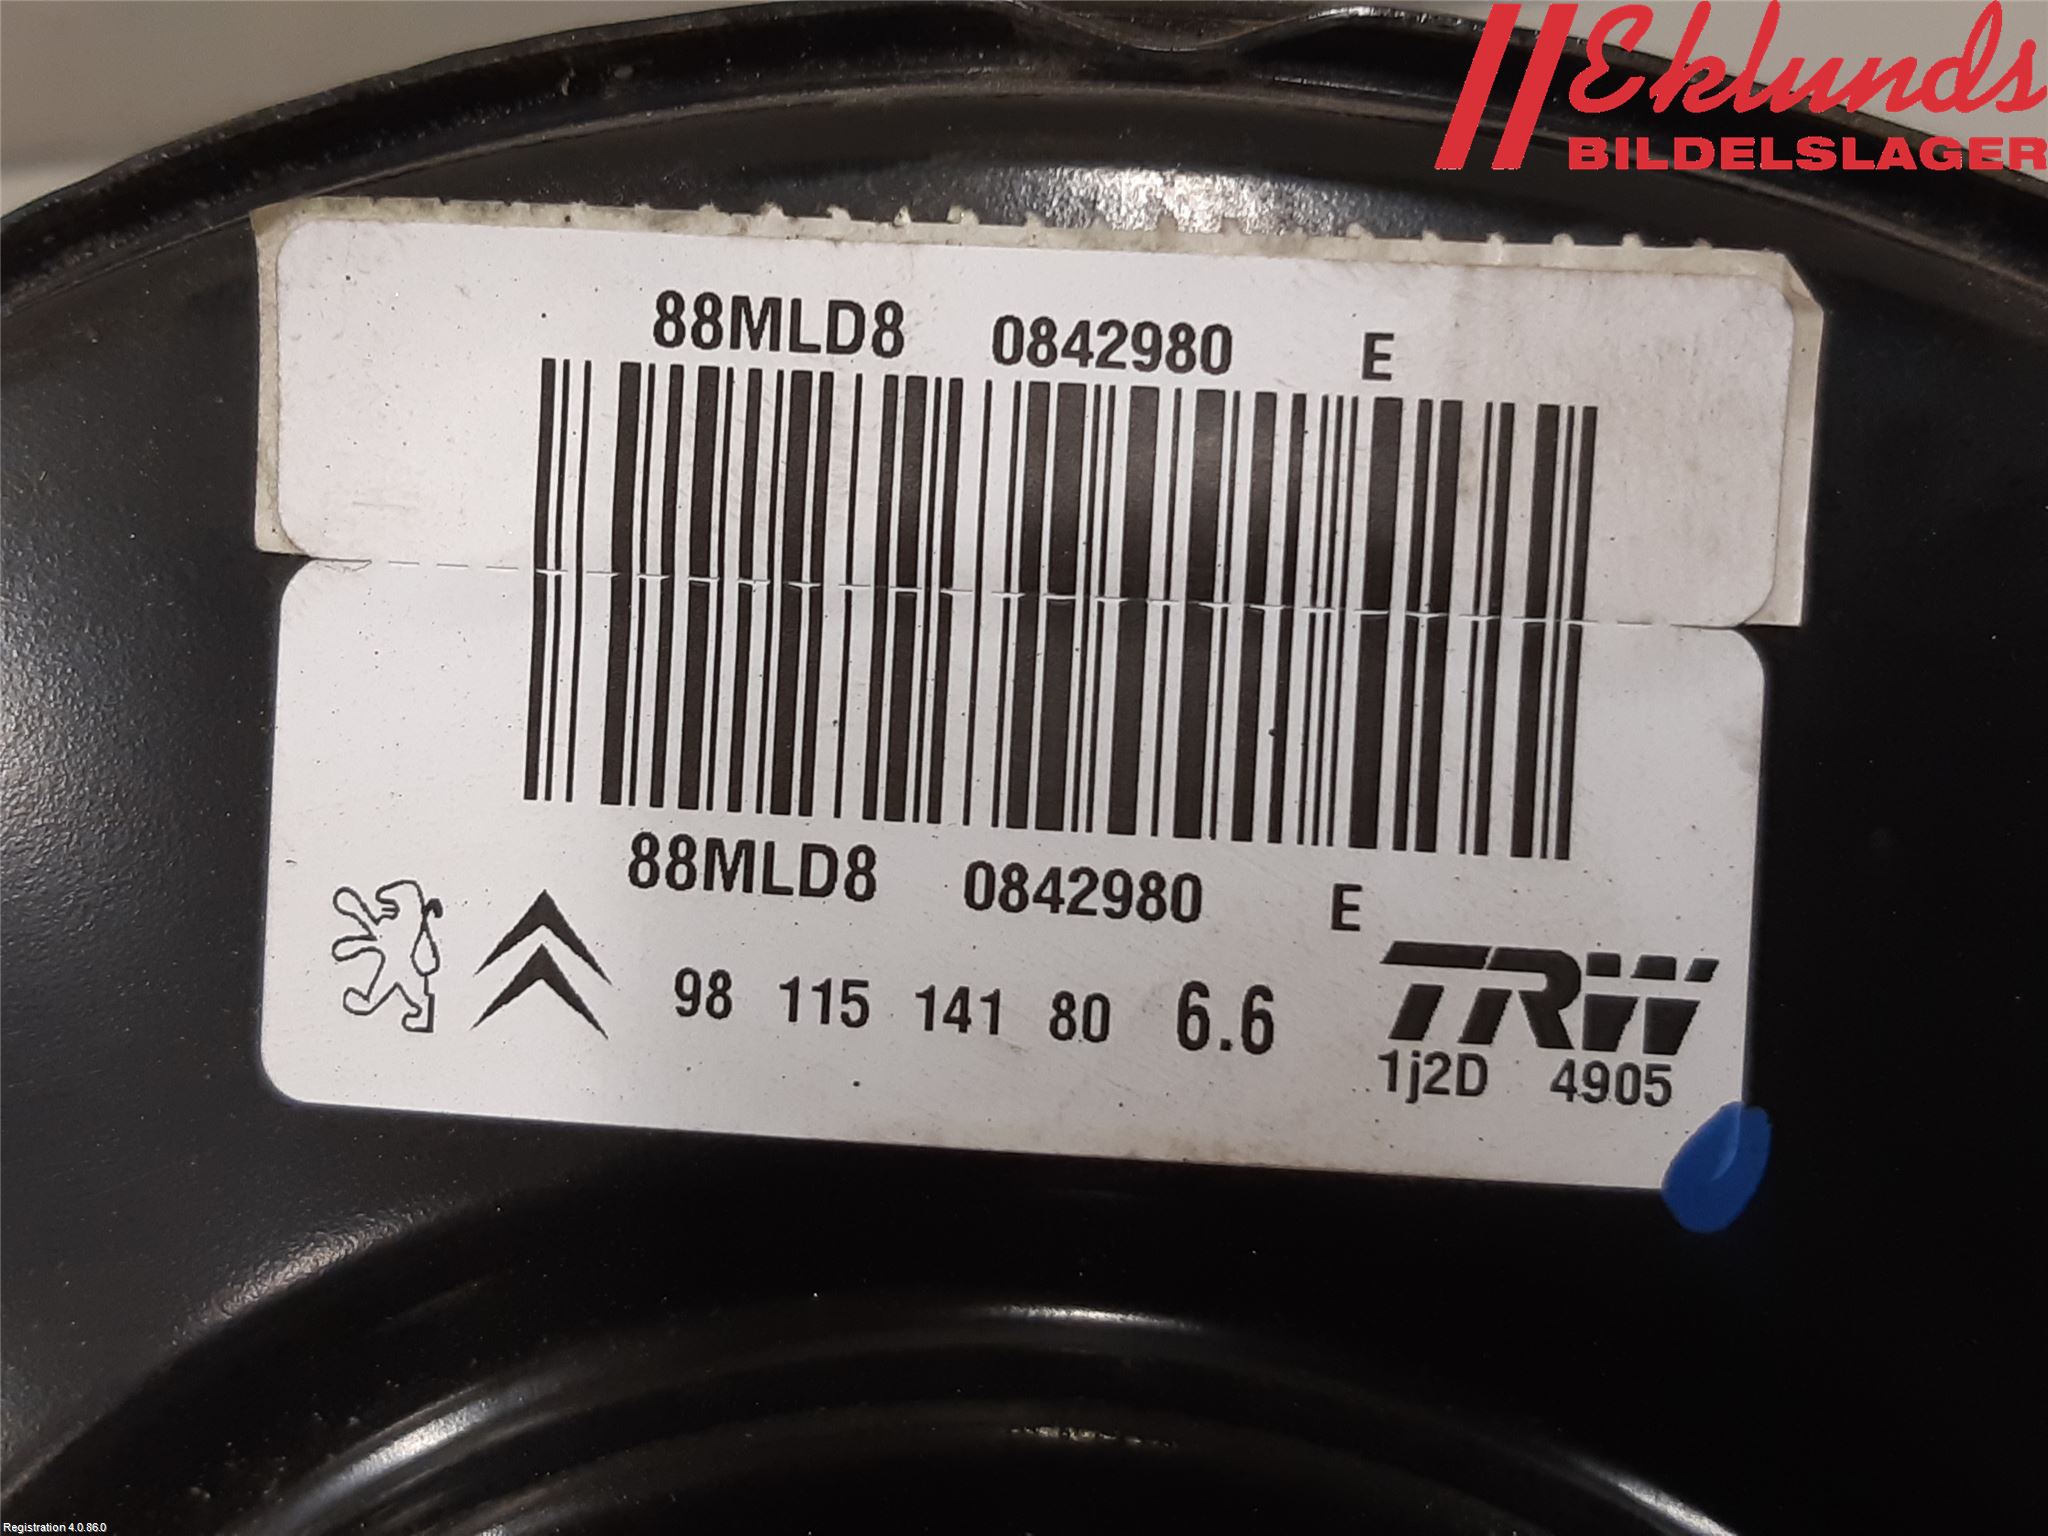 Eklunds
BILDELSLAGER
88MLD8 0842980 E
88MLD8 0842980 E
98 115 141 80 6.6
TRW
1j2D 4905
Registration 4.0.86.0